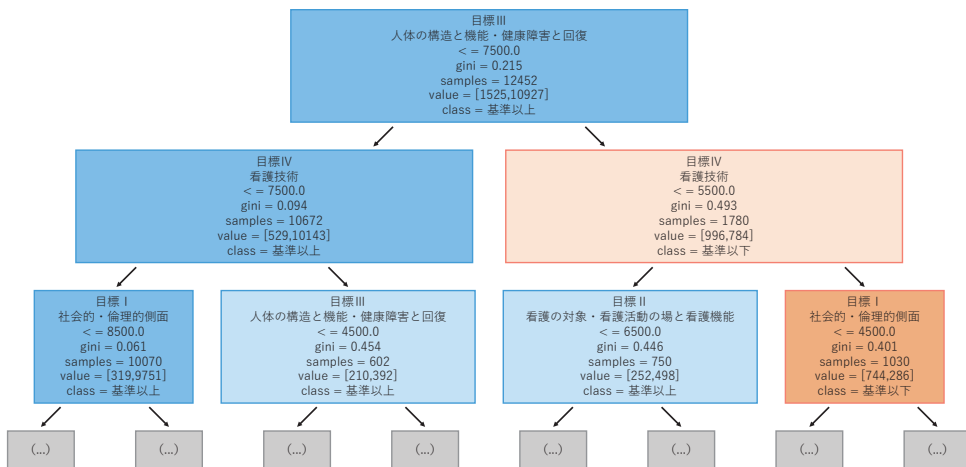 目標Ⅲ
人体の構造と機能・健康障害と回復
< = 7500.0
gini = 0.215
samples = 12452
value = [1525,10927]
class = 基準以上
目標Ⅳ
看護技術
< = 7500.0
gini = 0.094
samples = 10672
value = [529,10143]
class = 基準以上
目標Ⅳ
看護技術
< = 5500.0
gini = 0.493
samples = 1780
value = [996,784]
class = 基準以下
目標Ⅰ
社会的・倫理的側面
< = 8500.0
gini = 0.061
samples = 10070
value = [319,9751]
class = 基準以上
目標Ⅲ
人体の構造と機能・健康障害と回復
< = 4500.0
gini = 0.454
samples = 602
value = [210,392]
class = 基準以上
目標Ⅱ
看護の対象・看護活動の場と看護機能
< = 6500.0
gini = 0.446
samples = 750
value = [252,498]
class = 基準以上
目標Ⅰ
社会的・倫理的側面
< = 4500.0
gini = 0.401
samples = 1030
value = [744,286]
class = 基準以下
(...)
(...)
(...)
(...)
(...)
(...)
(...)
(...)